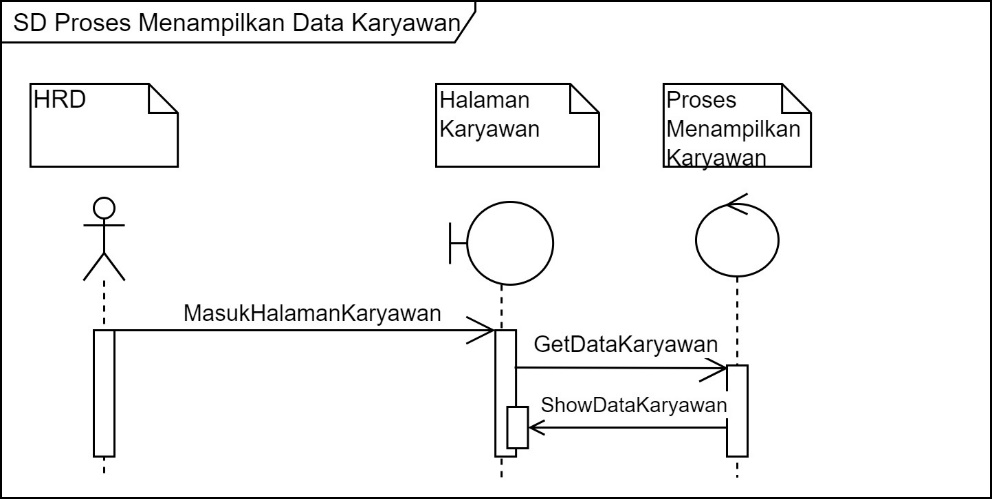 SD Proses Menampilkan Data Karyawan
HRD
Halaman
Karyawan
Proses
Menampilkan
Karyawan
MasukHalamanKaryawan
GetDataKaryawan
ShowDataKaryawan